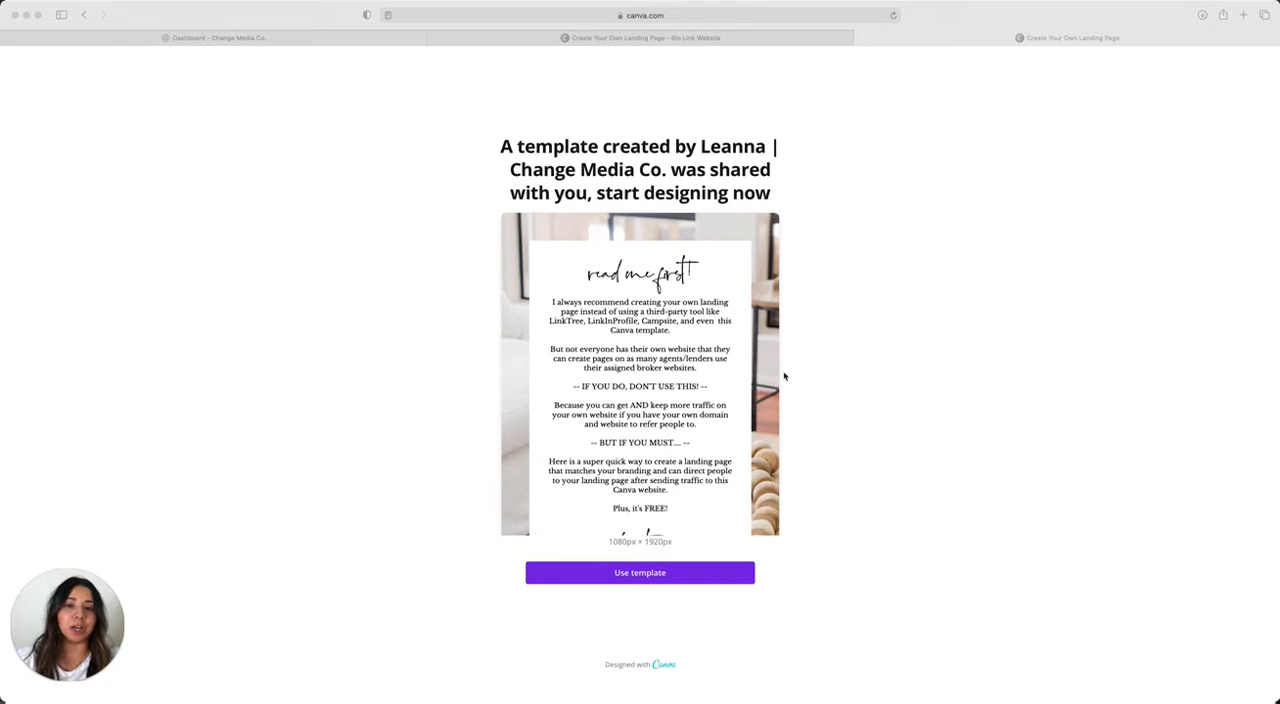 canva.com
Dashboard - Change Media Co.
Create Your Own Landing Page - Bio Link Website
Create Your Own Landing Page
A template created by Leanna |
Change Media Co. was shared
with you, start designing now
read me first!
I always recommend creating your own landing
page instead of using a third-party tool like
LinkTree, LinkInProfile, Campsite, and even this
Canva template.
But not everyone has their own website that they
can create pages on as many agents/lenders use
their assigned broker websites.
-- IF YOU DO, DON'T USE THIS! --
Because you can get AND keep more traffic on
your own website if you have your own domain
and website to refer people to.
-- BUT IF YOU MUST.... --
Here is a super quick way to create a landing page
that matches your branding and can direct people
to your landing page after sending traffic to this
Canva website.
Plus, it's FREE!
1080px × 1920px
Use template
Designed with Canva